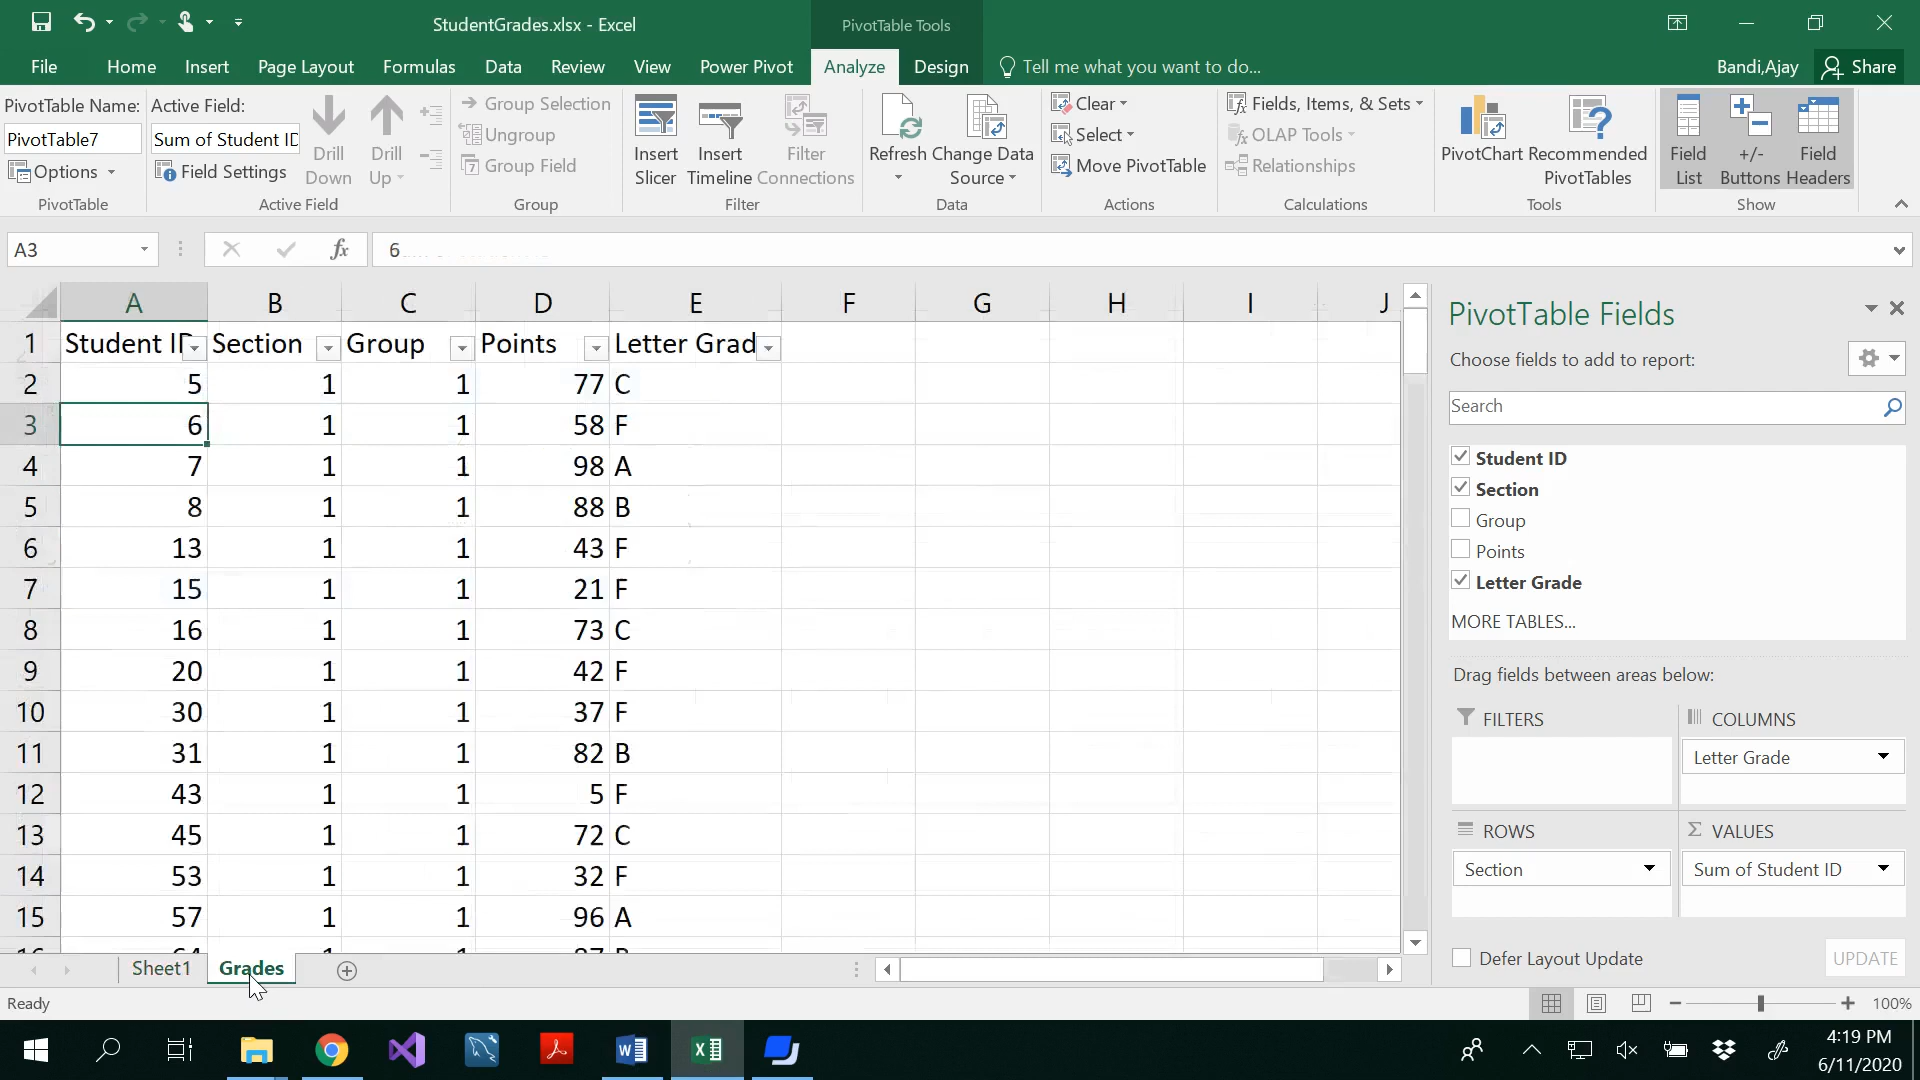 StudentGrades.xlsx - Excel
PivotTable Tools
File Home Insert Page Layout Formulas Data Review View Power Pivot Analyze Design Tell me what you want to do... Bandi,Ajay Share
PivotTable Name:
PivotTable7
Options
PivotTable
Active Field:
Sum of Student ID
Field Settings
Drill Down
Drill Up
Active Field
Group Selection
Ungroup
Group Field
Group
Insert Slicer
Insert Timeline
Filter Connections
Filter
Refresh
Change Data Source
Data
Clear
Select
Move PivotTable
Actions
Fields, Items, & Sets
OLAP Tools
Relationships
Calculations
PivotChart
Recommended PivotTables
Tools
Field List
+/- Buttons
Field Headers
Show
A3 fx 6
A B C D E F G H I J
1 Student ID Section Group Points Letter Grad
2 5 1 1 77 C
3 6 1 1 58 F
4 7 1 1 98 A
5 8 1 1 88 B
6 13 1 1 43 F
7 15 1 1 21 F
8 16 1 1 73 C
9 20 1 1 42 F
10 30 1 1 37 F
11 31 1 1 82 B
12 43 1 1 5 F
13 45 1 1 72 C
14 53 1 1 32 F
15 57 1 1 96 A
Sheet1 Grades
Ready
100%
PivotTable Fields
Choose fields to add to report:
Search
Student ID
Section
Group
Points
Letter Grade
MORE TABLES...
Drag fields between areas below:
FILTERS
COLUMNS
Letter Grade
ROWS
Section
Σ VALUES
Sum of Student ID
Defer Layout Update
UPDATE
4:19 PM
6/11/2020